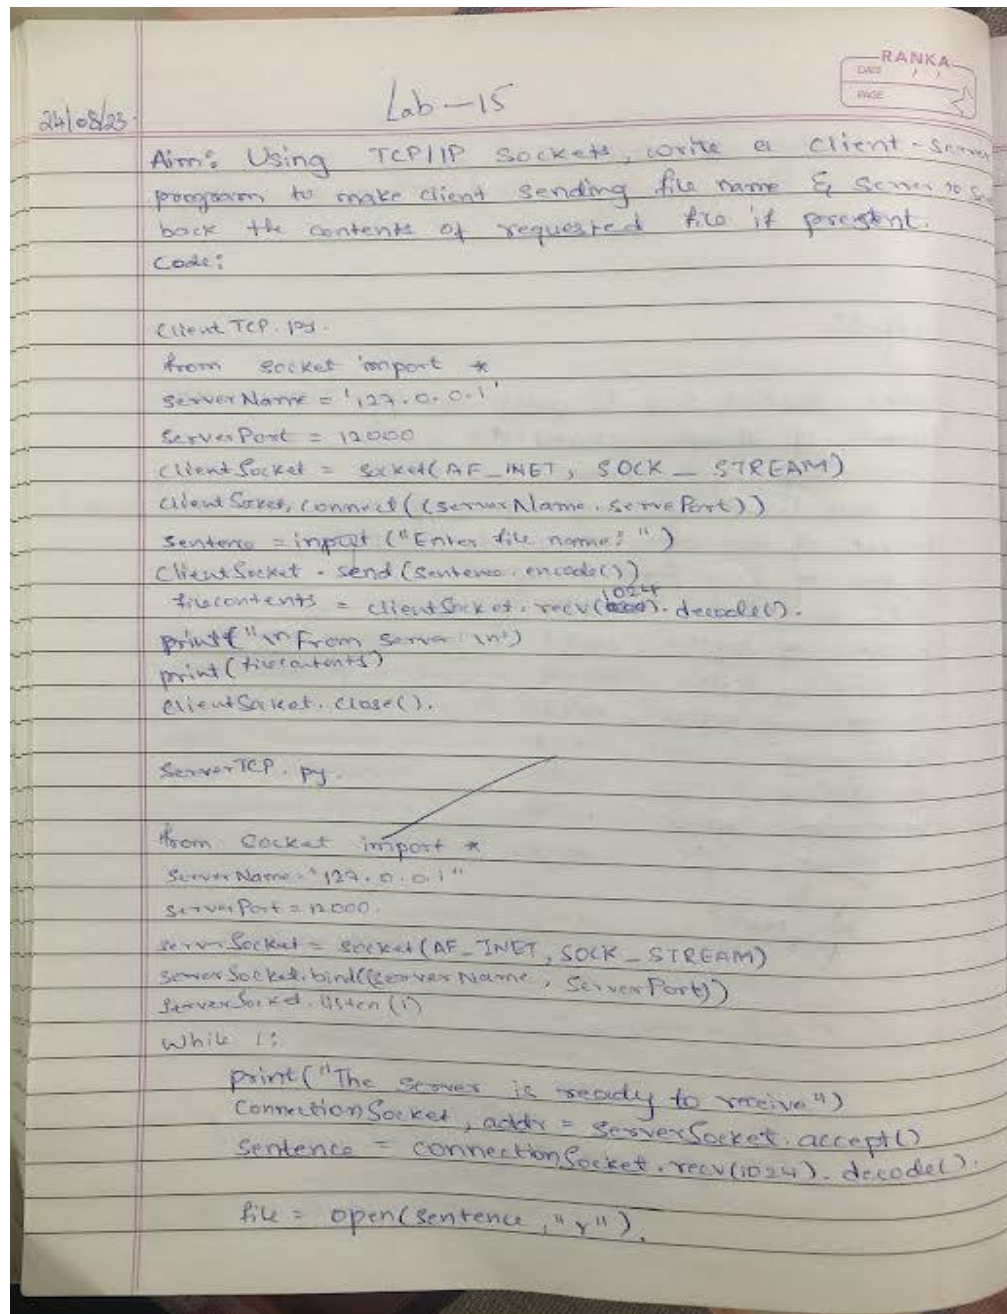 RANKA
DATE
PAGE
24/08/23
Lab-15
Aim: Using TCP/IP Sockets, write a client-server
program to make client sending file name & server to
back the contents of requested file if present.
Code:
Client TCP.py.
from socket import *
serverName = '127.0.0.1'
serverPort = 12000
clientSocket = socket(AF_INET, SOCK_STREAM)
clientSocket.connect((serverName, serverPort))
sentence = input("Enter file name: ")
clientSocket.send(sentence.encode())
filecontents = clientSocket.recv(1024).decode().
print("\n From Server \n")
print(filecontents)
clientSocket.close().
ServerTCP.py.
from socket import *
ServerName = "127.0.0.1"
serverPort = 12000.
serverSocket = socket(AF_INET, SOCK_STREAM)
serverSocket.bind((serverName, ServerPort))
serverSocket.listen(1)
while 1:
print("The server is ready to receive")
ConnectionSocket, addr = serverSocket.accept()
Sentence = connectionSocket.recv(1024).decode().
file = open(sentence, "r").